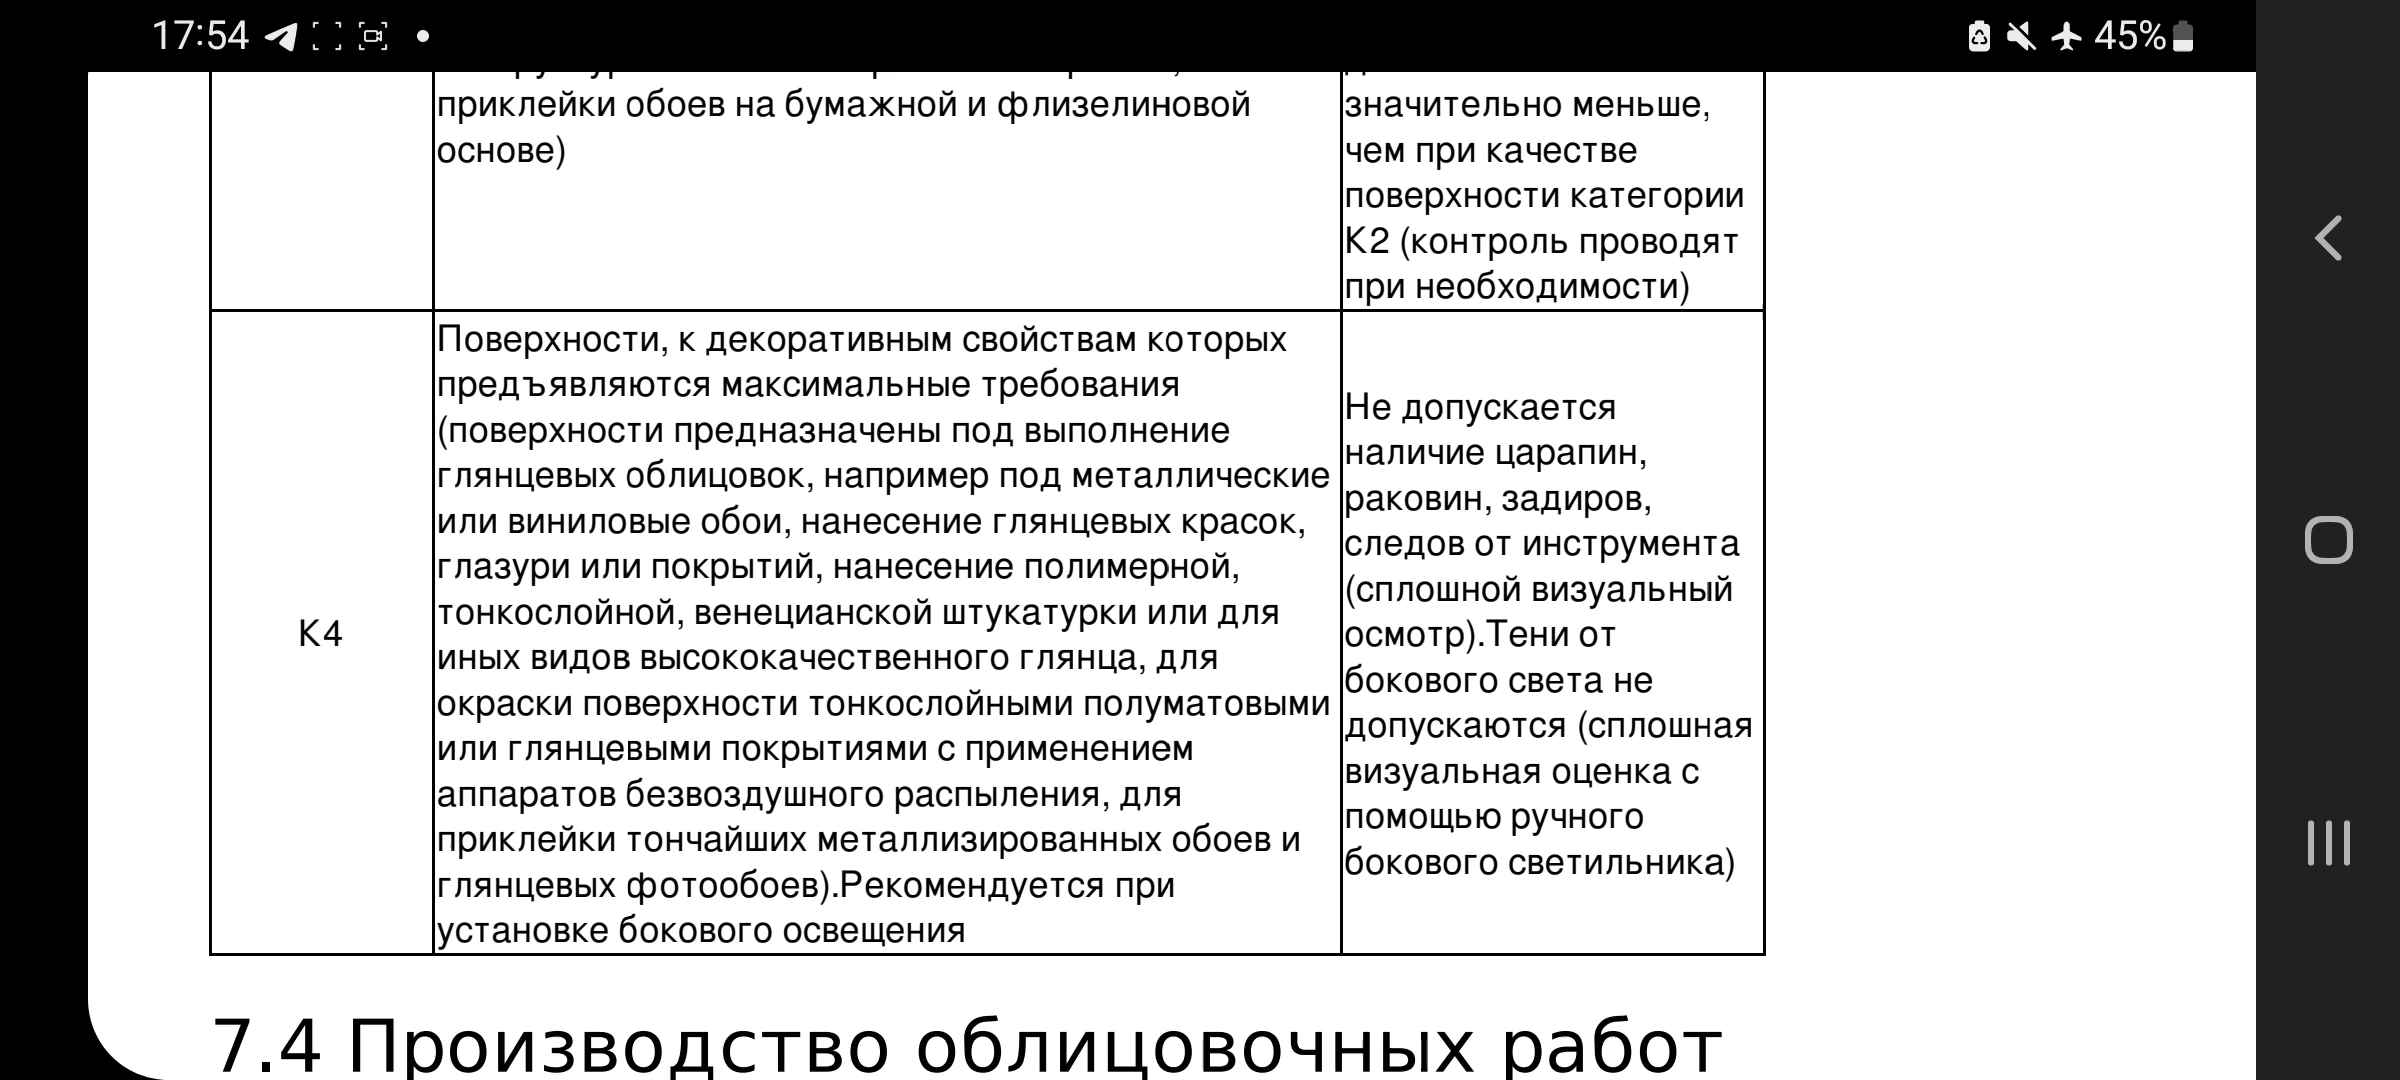 17:54
45%
приклейки обоев на бумажной и флизелиновой
основе)
значительно меньше,
чем при качестве
поверхности категории
К2 (контроль проводят
при необходимости)
К4
Поверхности, к декоративным свойствам которых
предъявляются максимальные требования
(поверхности предназначены под выполнение
глянцевых облицовок, например под металлические
или виниловые обои, нанесение глянцевых красок,
глазури или покрытий, нанесение полимерной,
тонкослойной, венецианской штукатурки или для
иных видов высококачественного глянца, для
окраски поверхности тонкослойными полуматовыми
или глянцевыми покрытиями с применением
аппаратов безвоздушного распыления, для
приклейки тончайших металлизированных обоев и
глянцевых фотообоев).Рекомендуется при
установке бокового освещения
Не допускается
наличие царапин,
раковин, задиров,
следов от инструмента
(сплошной визуальный
осмотр).Тени от
бокового света не
допускаются (сплошная
визуальная оценка с
помощью ручного
бокового светильника)
7.4 Производство облицовочных работ